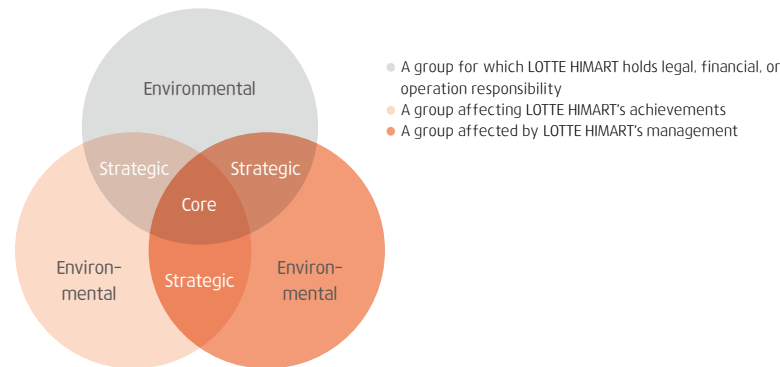 Environmental
Strategic
Strategic
Core
Environ-
mental
Strategic
Environ-
mental
A group for which LOTTE HIMART holds legal, financial, or
operation responsibility
A group affecting LOTTE HIMART's achievements
A group affected by LOTTE HIMART's management